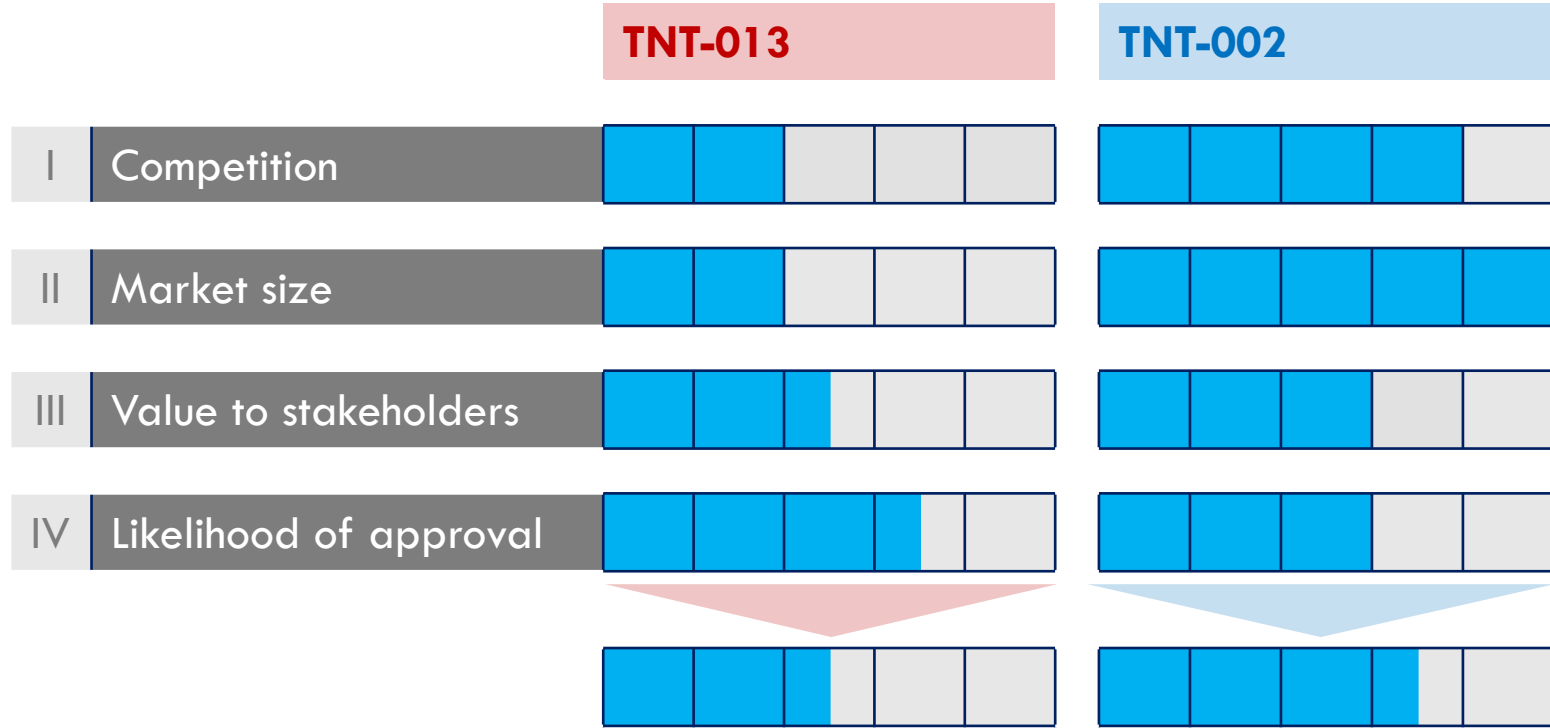 TNT-013
TNT-002
I
Competition
II
Market size
III
Value to stakeholders
IV
Likelihood of approval